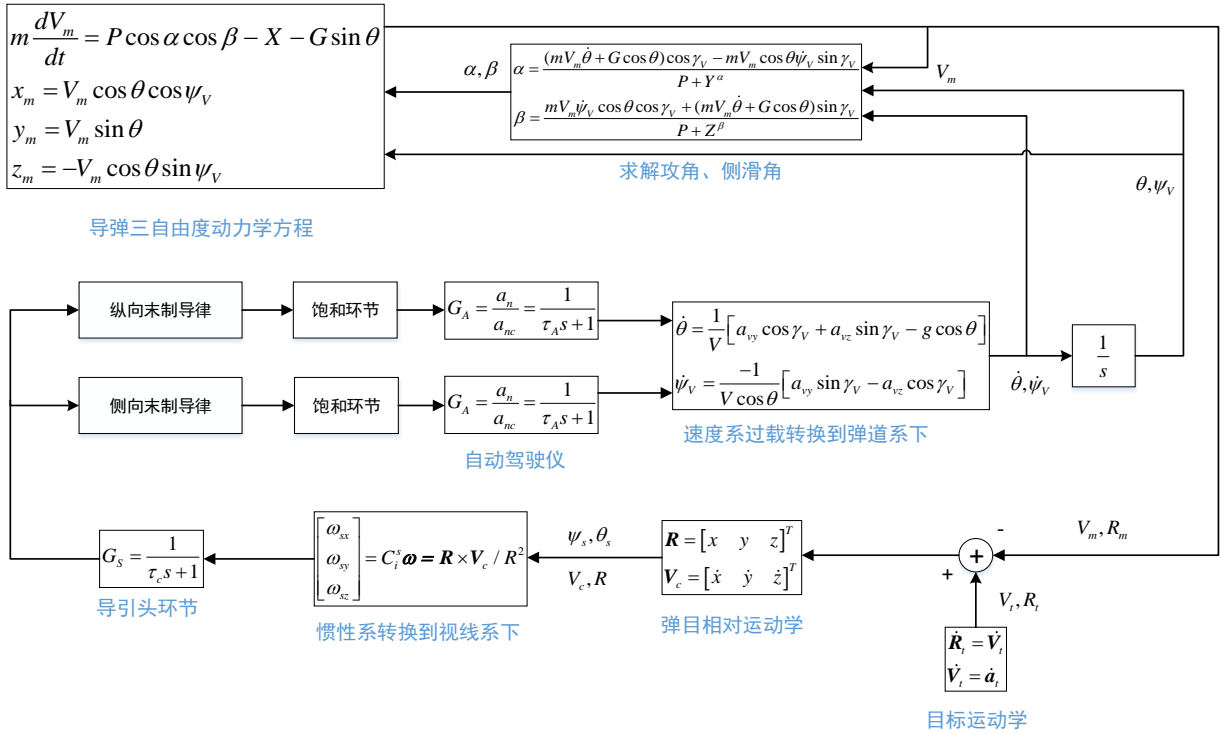 m dV_m/dt = P cos α cos β − X − G sin θ
x_m = V_m cos θ cos ψ_V
y_m = V_m sin θ
z_m = −V_m cos θ sin ψ_V
导弹三自由度动力学方程
α, β
α = ((mV_m θ̇ + G cos θ) cos γ_V − mV_m cos θ ψ̇_V sin γ_V) / (P + Y^α)
β = (mV_m ψ̇_V cos θ cos γ_V + (mV_m θ̇ + G cos θ) sin γ_V) / (P + Z^β)
求解攻角、侧滑角
V_m
θ, ψ_V
纵向末制导律
饱和环节
G_A = a_n / a_nc = 1 / (τ_A s + 1)
侧向末制导律
饱和环节
G_A = a_n / a_nc = 1 / (τ_A s + 1)
自动驾驶仪
θ̇ = 1/V [a_vy cos γ_V + a_vz sin γ_V − g cos θ]
ψ̇_V = −1 / (V cos θ) [a_vy sin γ_V − a_vz cos γ_V]
速度系过载转换到弹道系下
θ̇, ψ̇_V
1/s
G_S = 1 / (τ_c s + 1)
导引头环节
[ω_sx ω_sy ω_sz] = C_i^s ω = R × V_c / R^2
惯性系转换到视线系下
ψ_s, θ_s
V_c, R
R = [x y z]^T
V_c = [ẋ ẏ ż]^T
弹目相对运动学
-
+
+
V_m, R_m
V_t, R_t
Ṙ_t = V̇_t
V̇_t = ȧ_t
目标运动学